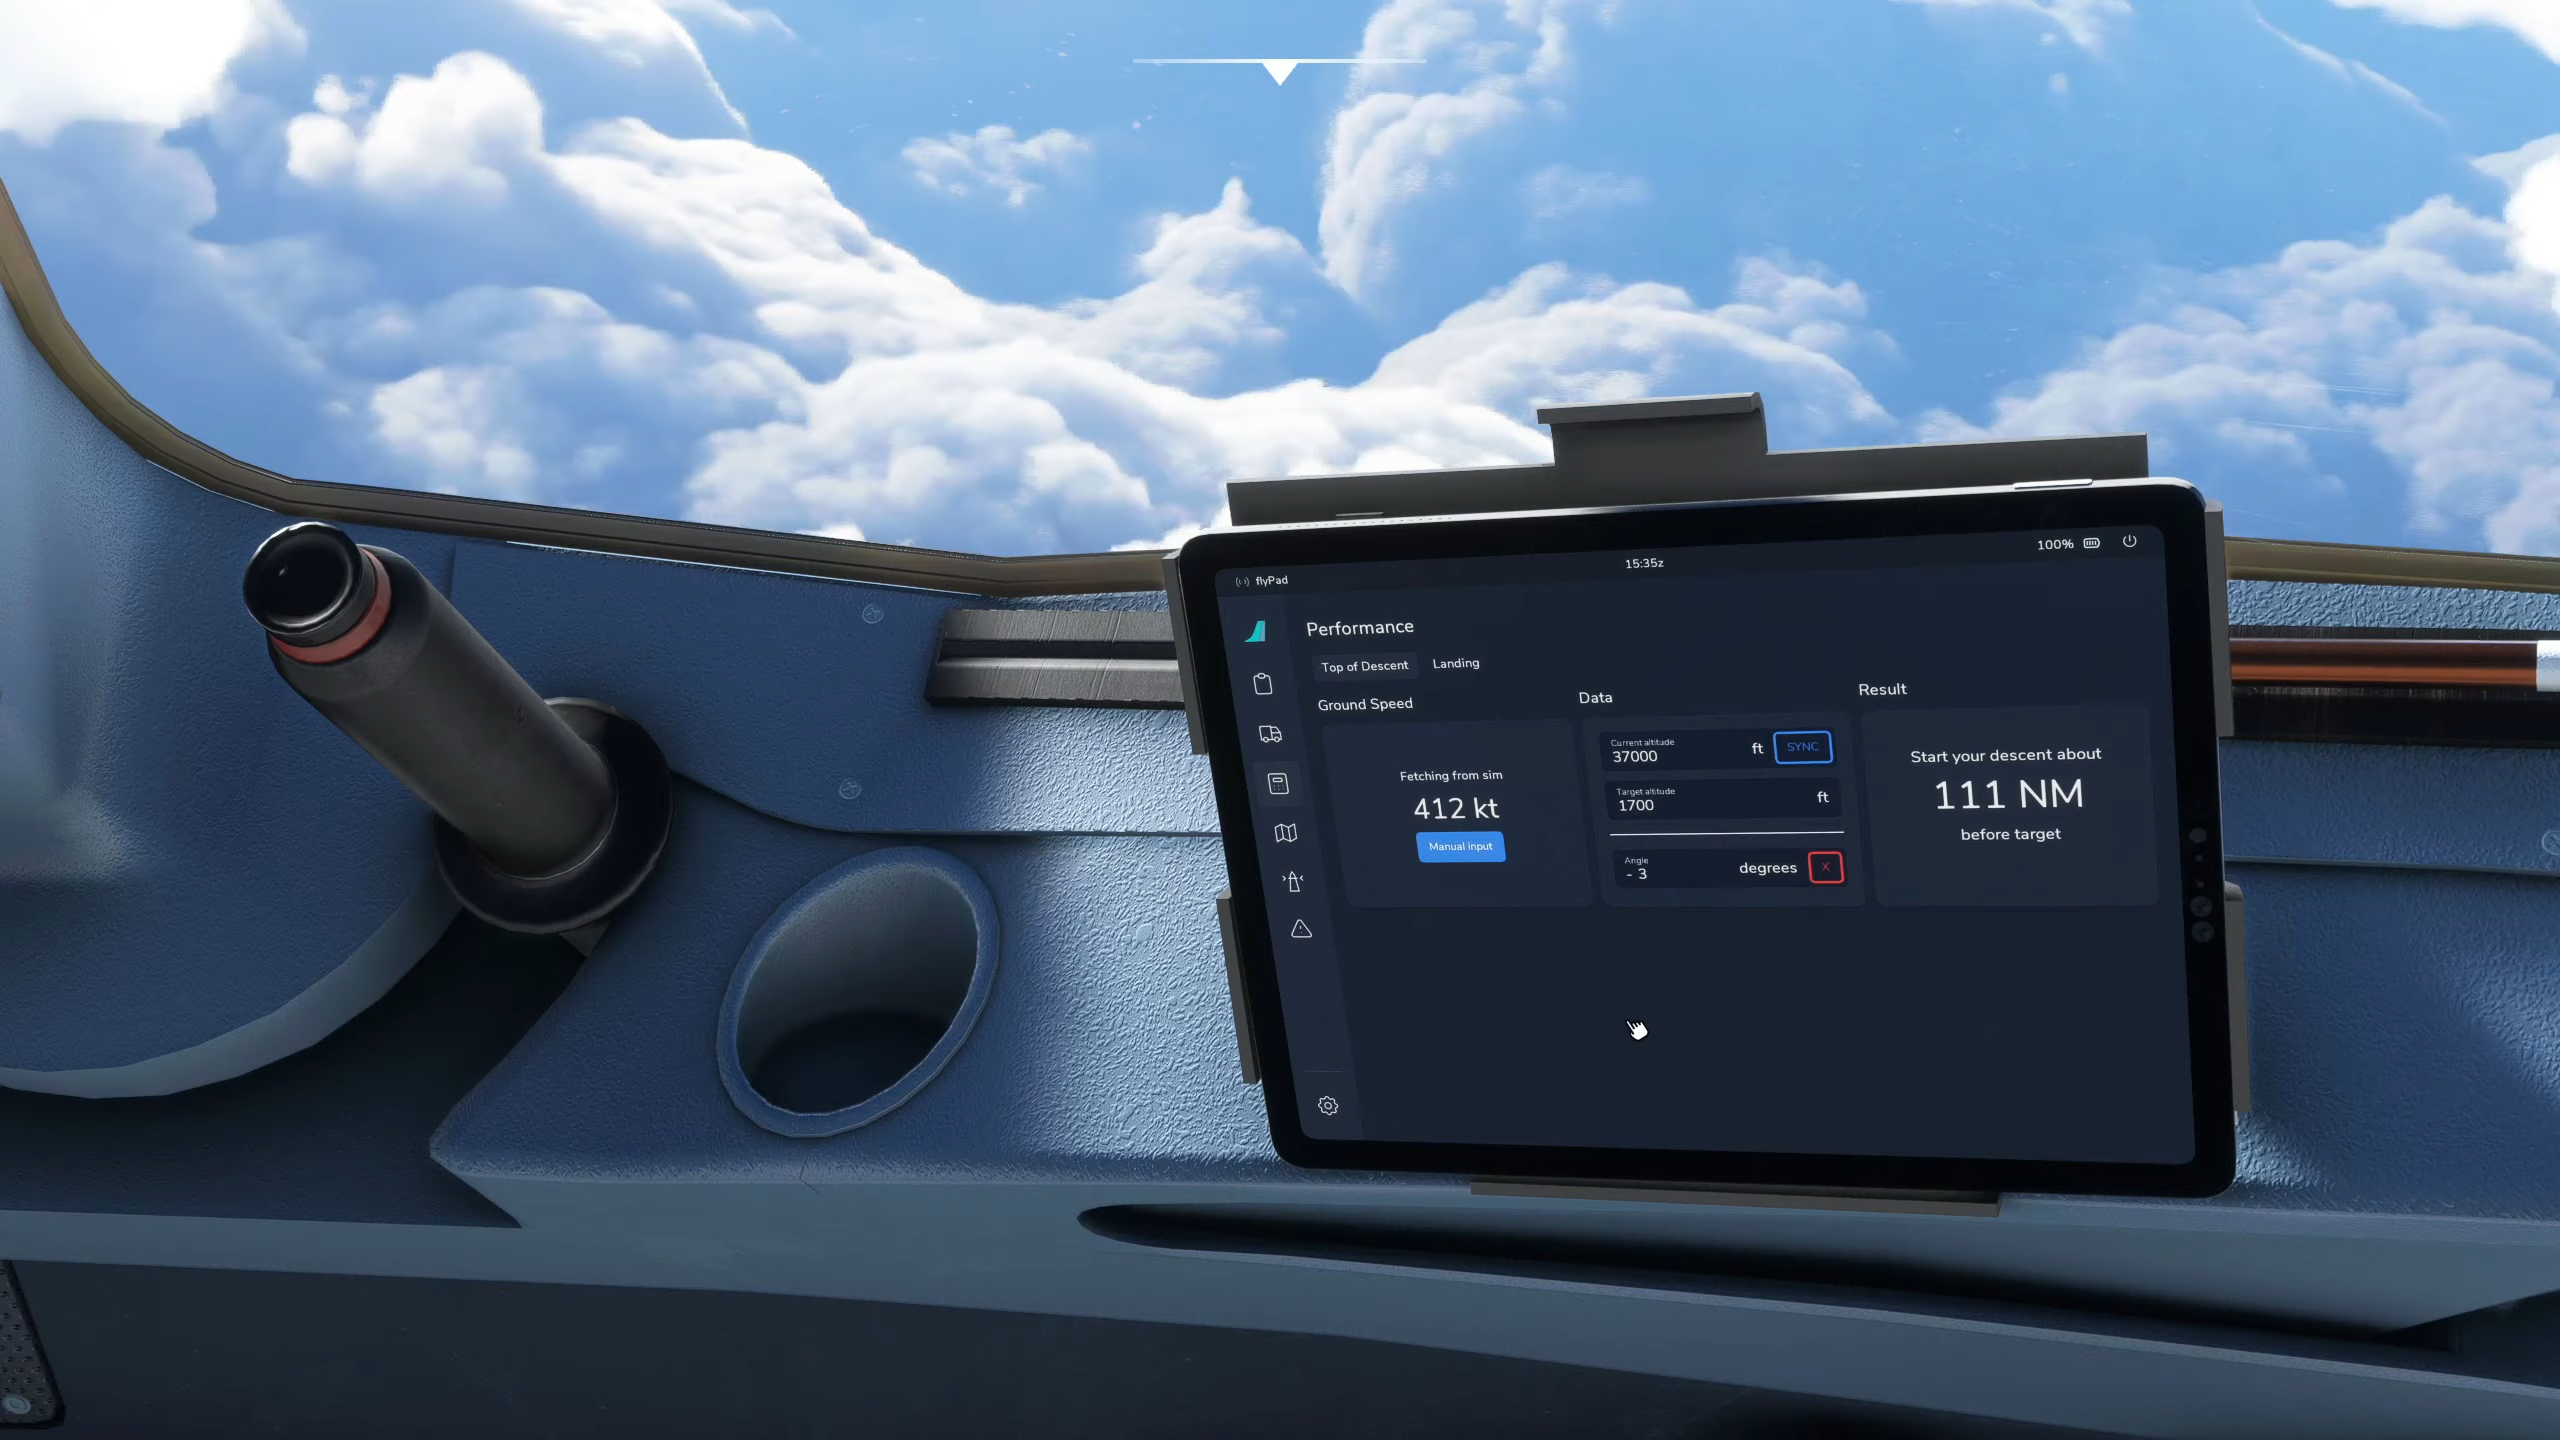 flyPad
15:35z
100%
Performance
Top of Descent
Landing
Ground Speed
Fetching from sim
412 kt
Manual input
Data
Current altitude
37000 ft
SYNC
Target altitude
1700 ft
Angle
- 3 degrees
X
Result
Start your descent about
111 NM
before target